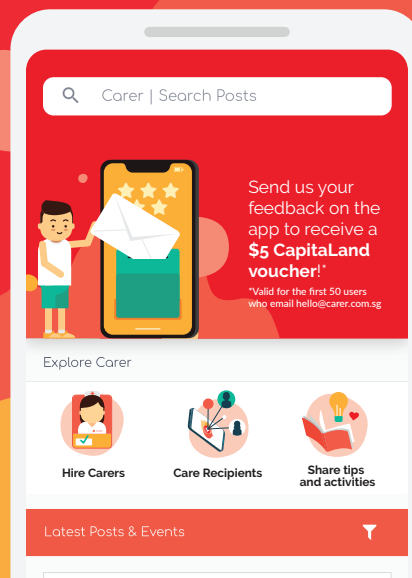 Carer | Search Posts
Send us your
feedback on the
app to receive a
$5 CapitaLand
voucher!*
*Valid for the first 50 users
who email hello@carer.com.sg
Explore Carer
Hire Carers
Care Recipients
Share tips
and activities
Latest Posts & Events